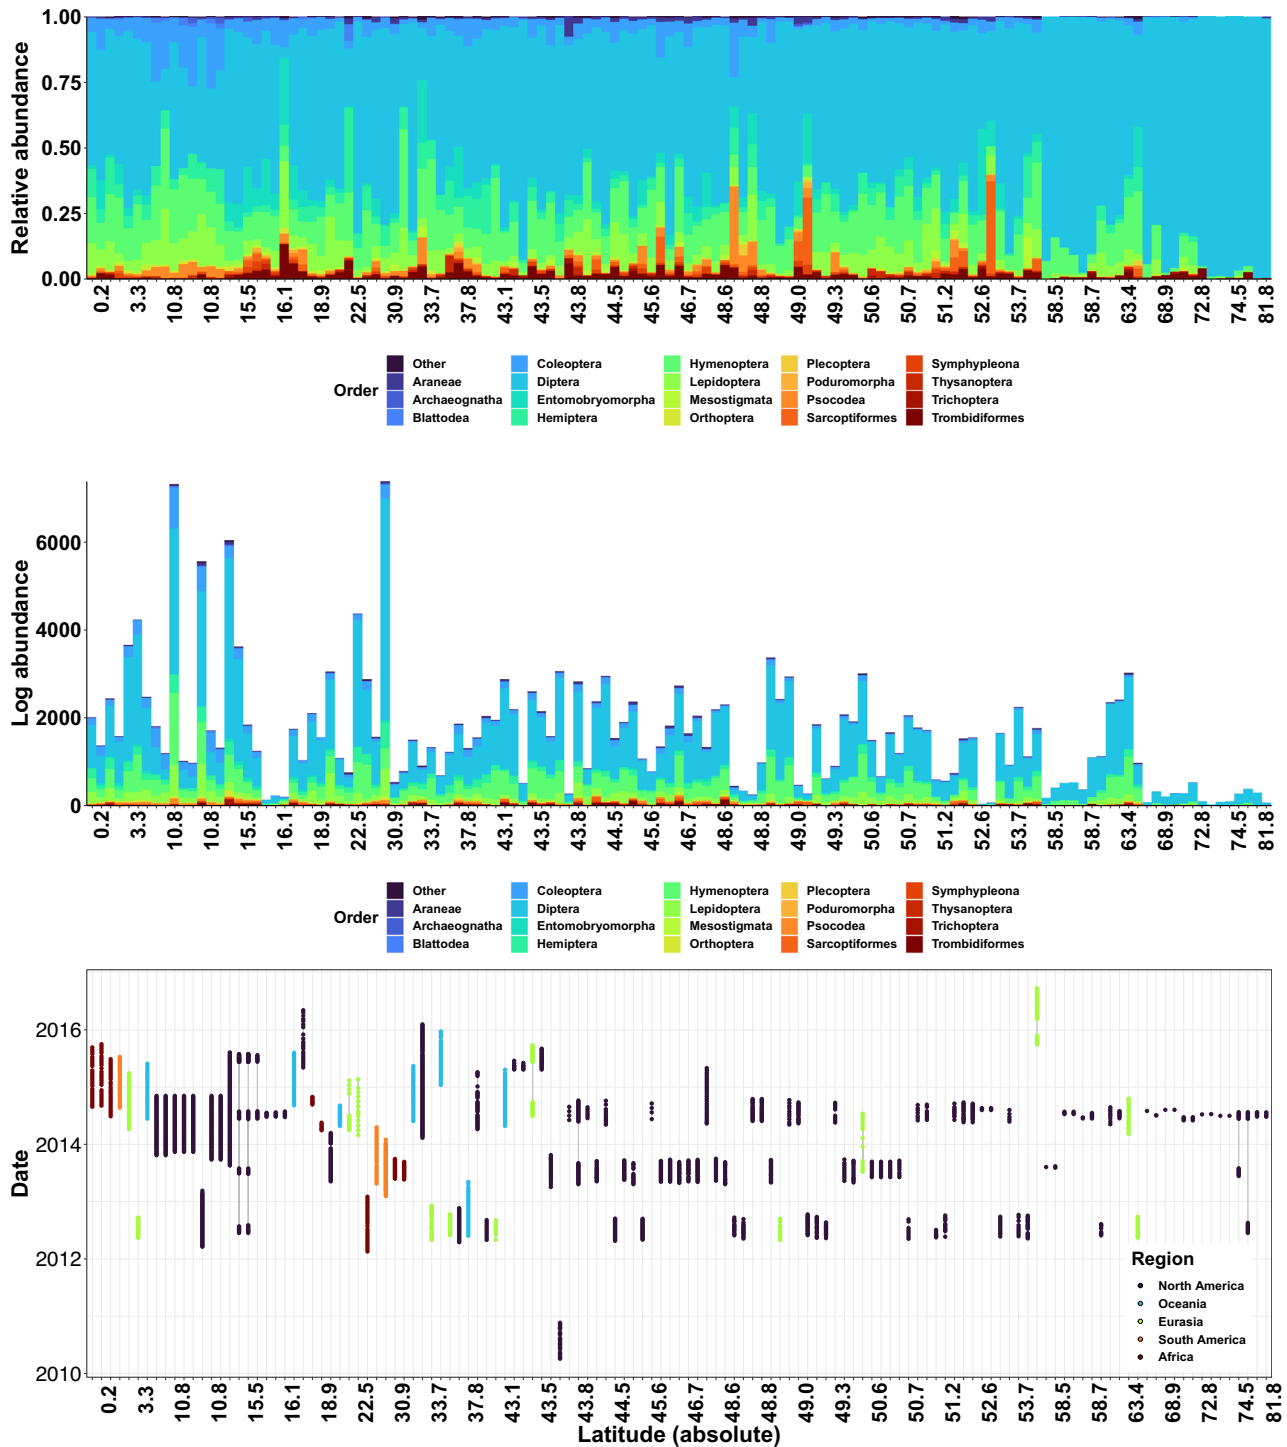 Relative abundance
1.00
0.75
0.50
0.25
0.00
0.2 3.3 10.8 10.8 15.5 16.1 18.9 22.5 30.9 33.7 37.8 43.1 43.5 43.8 44.5 45.6 46.7 48.6 48.8 49.0 49.3 50.6 50.7 51.2 52.6 53.7 58.5 58.7 63.4 68.9 72.8 74.5 81.8
Order
Other Coleoptera Hymenoptera Plecoptera Symphypleona
Araneae Diptera Lepidoptera Poduromorpha Thysanoptera
Archaeognatha Entomobryomorpha Mesostigmata Psocodea Trichoptera
Blattodea Hemiptera Orthoptera Sarcoptiformes Trombidiformes
Log abundance
6000
4000
2000
0
0.2 3.3 10.8 10.8 15.5 16.1 18.9 22.5 30.9 33.7 37.8 43.1 43.5 43.8 44.5 45.6 46.7 48.6 48.8 49.0 49.3 50.6 50.7 51.2 52.6 53.7 58.5 58.7 63.4 68.9 72.8 74.5 81.8
Order
Other Coleoptera Hymenoptera Plecoptera Symphypleona
Araneae Diptera Lepidoptera Poduromorpha Thysanoptera
Archaeognatha Entomobryomorpha Mesostigmata Psocodea Trichoptera
Blattodea Hemiptera Orthoptera Sarcoptiformes Trombidiformes
Date
2016
2014
2012
2010
Region
North America
Oceania
Eurasia
South America
Africa
0.2 3.3 10.8 10.8 15.5 16.1 18.9 22.5 30.9 33.7 37.8 43.1 43.5 43.8 44.5 45.6 46.7 48.6 48.8 49.0 49.3 50.6 50.7 51.2 52.6 53.7 58.5 58.7 63.4 68.9 72.8 74.5 81.8
Latitude (absolute)